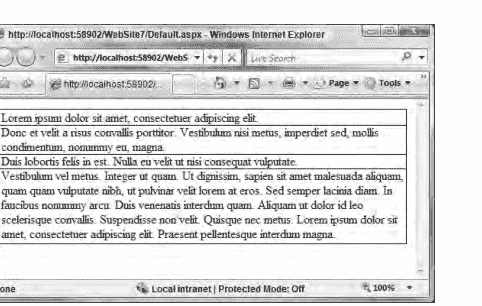 http://localhost:58902/WebSite7/Default.aspx - Windows Internet Explorer
http://localhost:58902/WebS Live Search
http://localhost:58902/... Page Tools
Lorem ipsum dolor sit amet, consectetuer adipiscing elit.
Donc et velit a risus convallis porttitor. Vestibulum nisi metus, imperdiet sed, mollis
condimentum, nonummy eu, magna.
Duis lobortis felis in est. Nulla eu velit ut nisi consequat vulputate.
Vestibulum vel metus. Integer ut quam. Ut dignissim, sapien sit amet malesuada aliquam,
quam quam vulputate nibh, ut pulvinar velit lorem at eros. Sed semper lacinia diam. In
faucibus nonummy arcu. Duis venenatis interdum quam. Aliquam ut dolor id leo
scelerisque convallis. Suspendisse non velit. Quisque nec metus. Lorem ipsum dolor sit
amet, consectetuer adipiscing elit. Praesent pellentesque interdum magna.
one Local intranet | Protected Mode: Off 100%